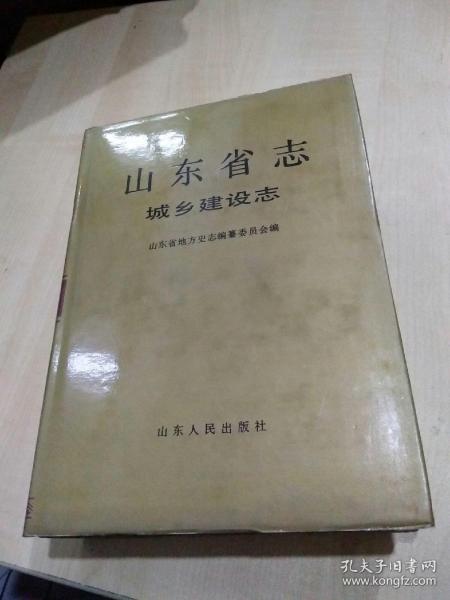 山东省志
城乡建设志
山东省地方史志编纂委员会编
山东人民出版社
孔夫子旧书网
www.kongfz.com